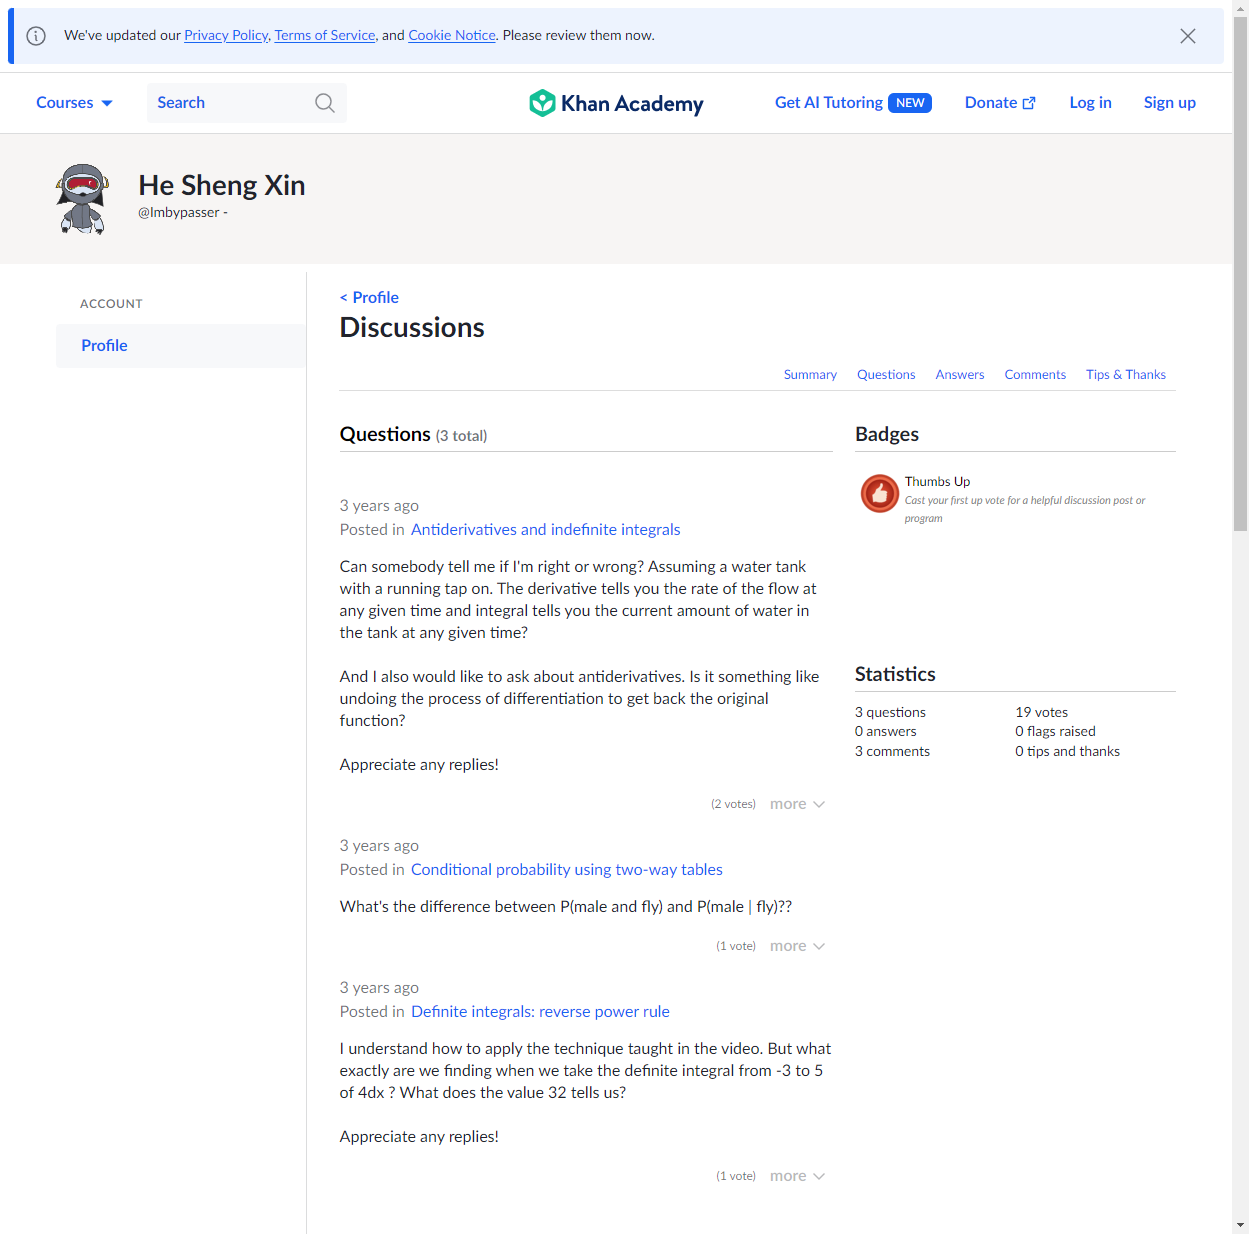 We've updated our Privacy Policy, Terms of Service, and Cookie Notice. Please review them now.
Courses
Search
Khan Academy
Get AI Tutoring NEW
Donate
Log in
Sign up
He Sheng Xin
@Imbypasser -
ACCOUNT
Profile
< Profile
Discussions
Summary
Questions
Answers
Comments
Tips & Thanks
Questions (3 total)
3 years ago
Posted in Antiderivatives and indefinite integrals
Can somebody tell me if I'm right or wrong? Assuming a water tank
with a running tap on. The derivative tells you the rate of the flow at
any given time and integral tells you the current amount of water in
the tank at any given time?
And I also would like to ask about antiderivatives. Is it something like
undoing the process of differentiation to get back the original
function?
Appreciate any replies!
(2 votes) more
3 years ago
Posted in Conditional probability using two-way tables
What's the difference between P(male and fly) and P(male | fly)??
(1 vote) more
3 years ago
Posted in Definite integrals: reverse power rule
I understand how to apply the technique taught in the video. But what
exactly are we finding when we take the definite integral from -3 to 5
of 4dx ? What does the value 32 tells us?
Appreciate any replies!
(1 vote) more
Badges
Thumbs Up
Cast your first up vote for a helpful discussion post or
program
Statistics
3 questions
19 votes
0 answers
0 flags raised
3 comments
0 tips and thanks